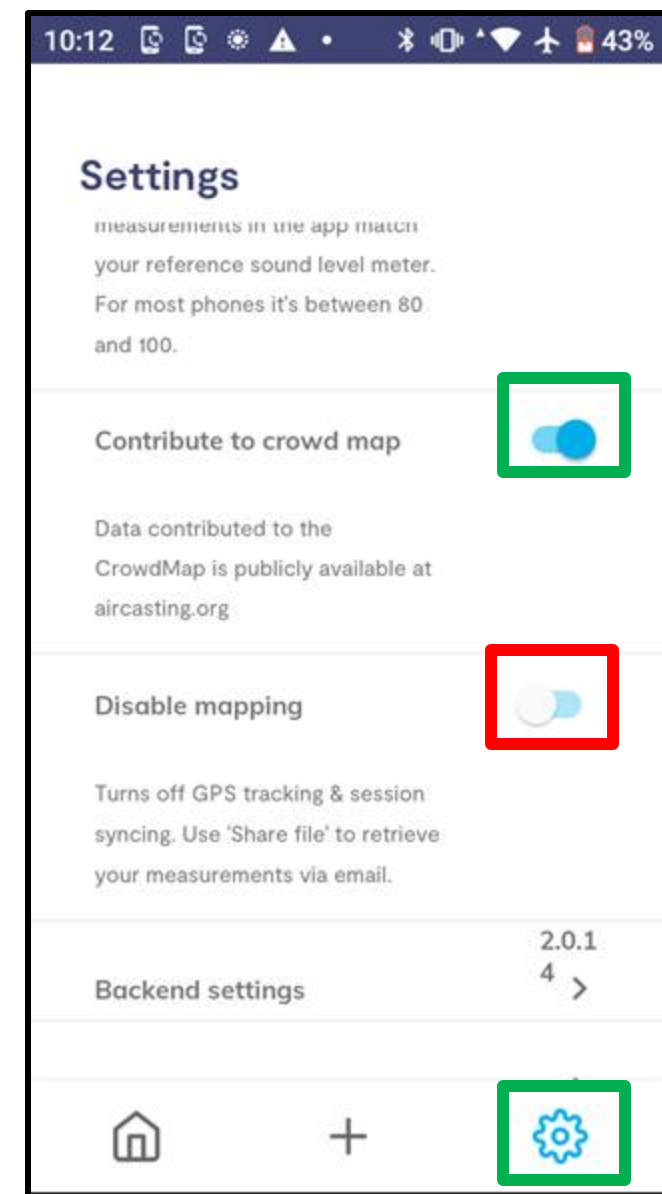 10:12 43%
Settings
measurements in the app match
your reference sound level meter.
For most phones it's between 80
and 100.
Contribute to crowd map
Data contributed to the
CrowdMap is publicly available at
aircasting.org
Disable mapping
Turns off GPS tracking & session
syncing. Use 'Share file' to retrieve
your measurements via email.
2.0.1
4
Backend settings